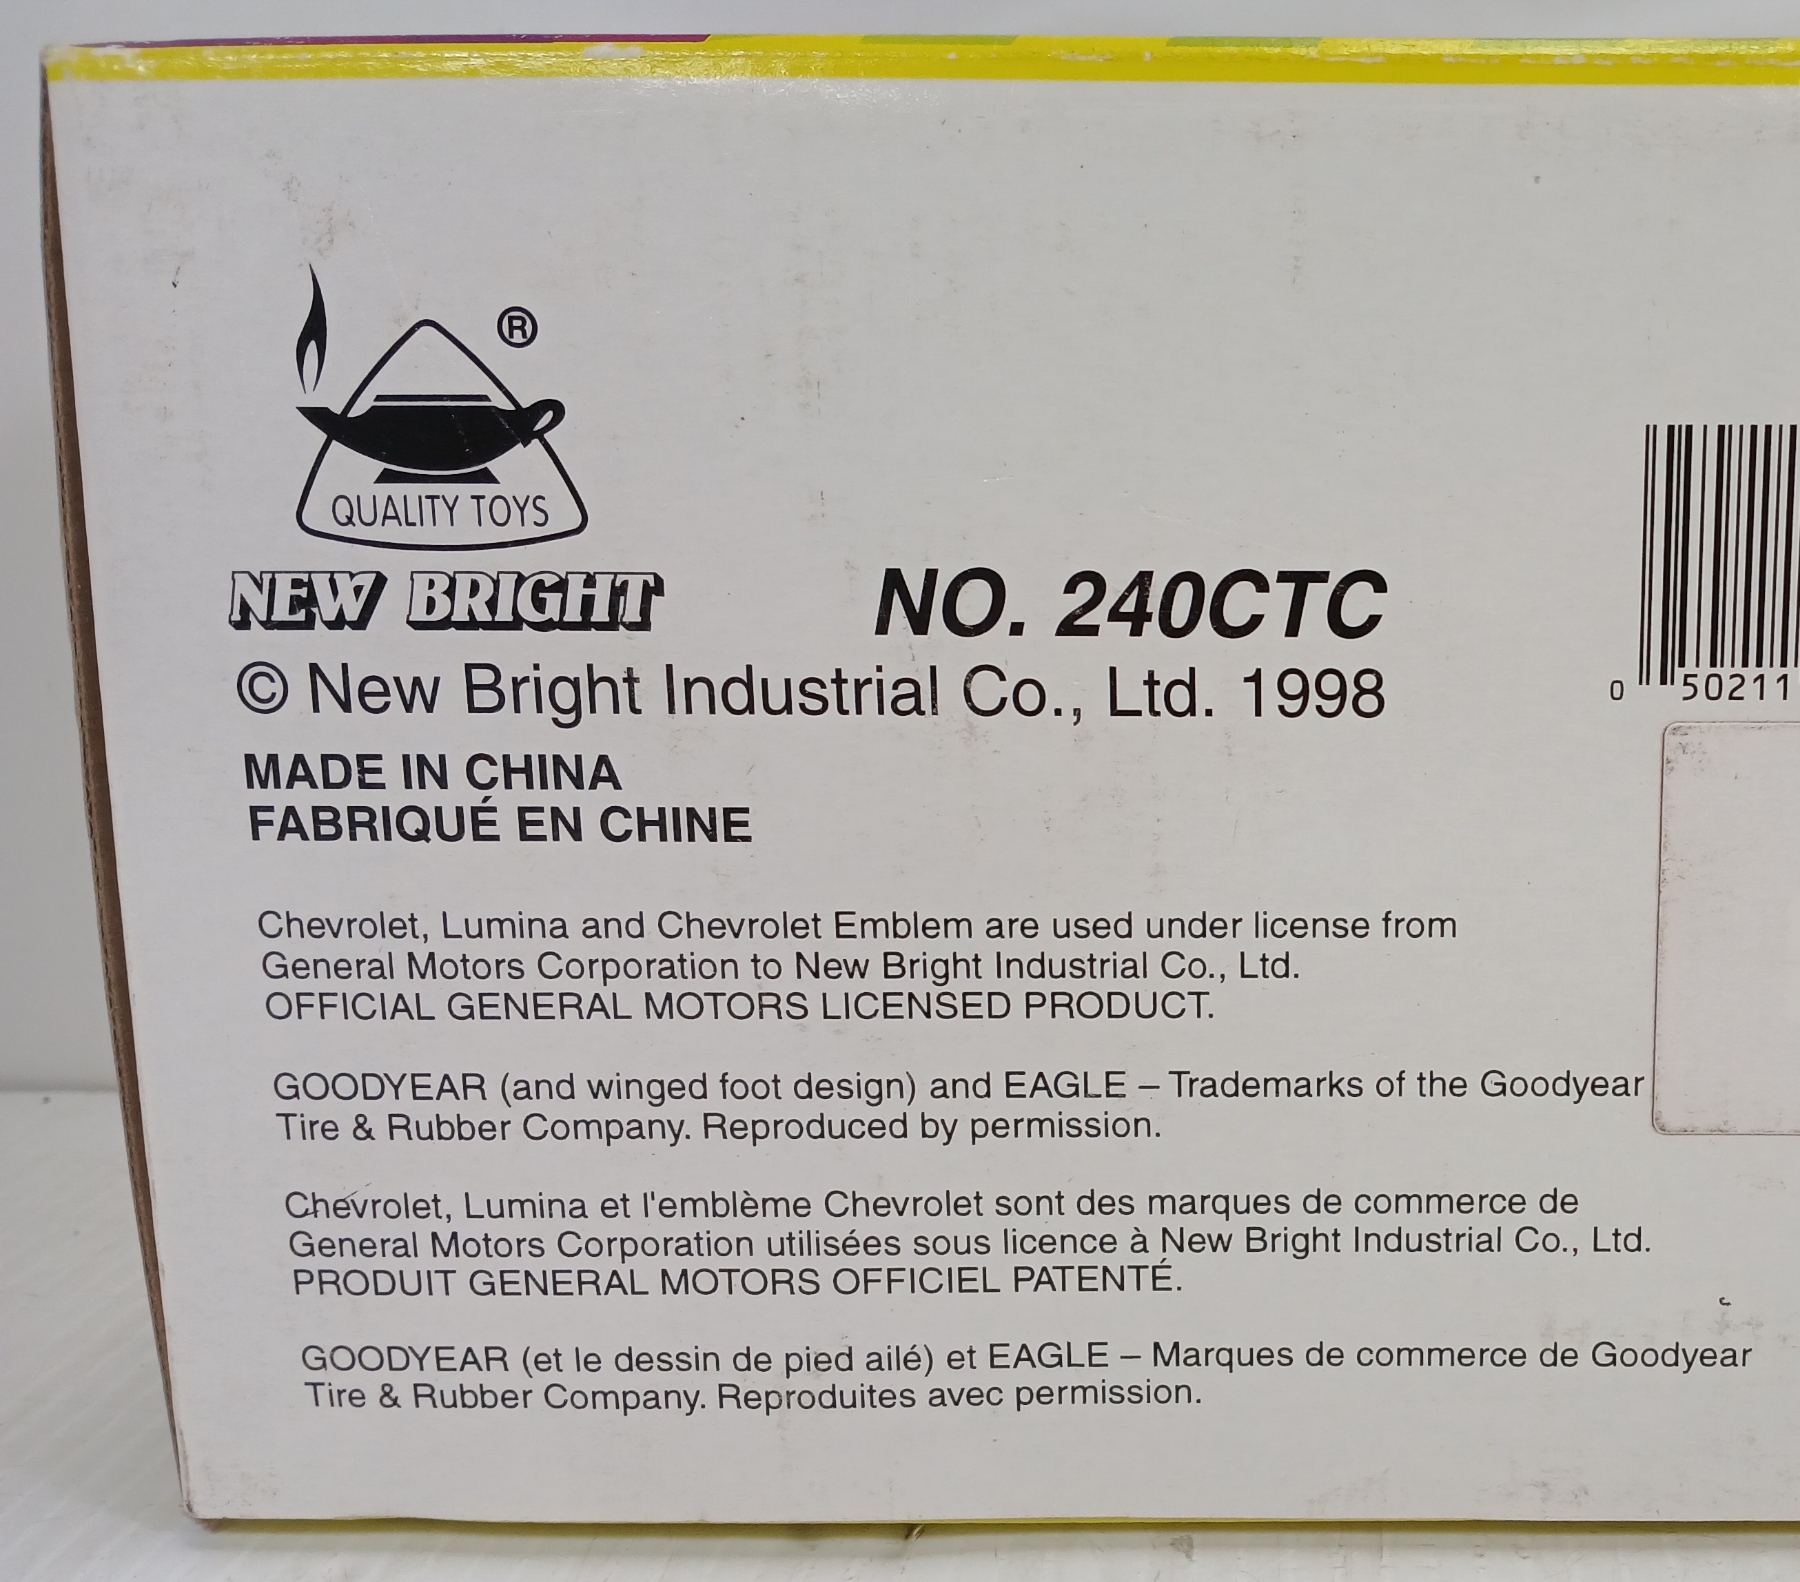 ®
QUALITY TOYS
NEW BRIGHT
NO. 240CTC
© New Bright Industrial Co., Ltd. 1998
0 50211
MADE IN CHINA
FABRIQUÉ EN CHINE
Chevrolet, Lumina and Chevrolet Emblem are used under license from
General Motors Corporation to New Bright Industrial Co., Ltd.
OFFICIAL GENERAL MOTORS LICENSED PRODUCT.
GOODYEAR (and winged foot design) and EAGLE – Trademarks of the Goodyear
Tire & Rubber Company. Reproduced by permission.
Chevrolet, Lumina et l'emblème Chevrolet sont des marques de commerce de
General Motors Corporation utilisées sous licence à New Bright Industrial Co., Ltd.
PRODUIT GENERAL MOTORS OFFICIEL PATENTÉ.
GOODYEAR (et le dessin de pied ailé) et EAGLE – Marques de commerce de Goodyear
Tire & Rubber Company. Reproduites avec permission.